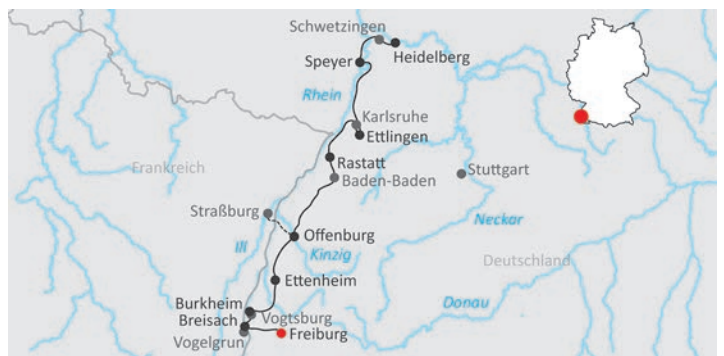 Schwetzingen
Heidelberg
Speyer
Rhein
Karlsruhe
Ettlingen
Rastatt
Frankreich
Baden-Baden
Stuttgart
Straßburg
Neckar
Offenburg
Ill
Kinzig
Deutschland
Ettenheim
Burkheim
Donau
Vogtsburg
Breisach
Freiburg
Vogelgrun